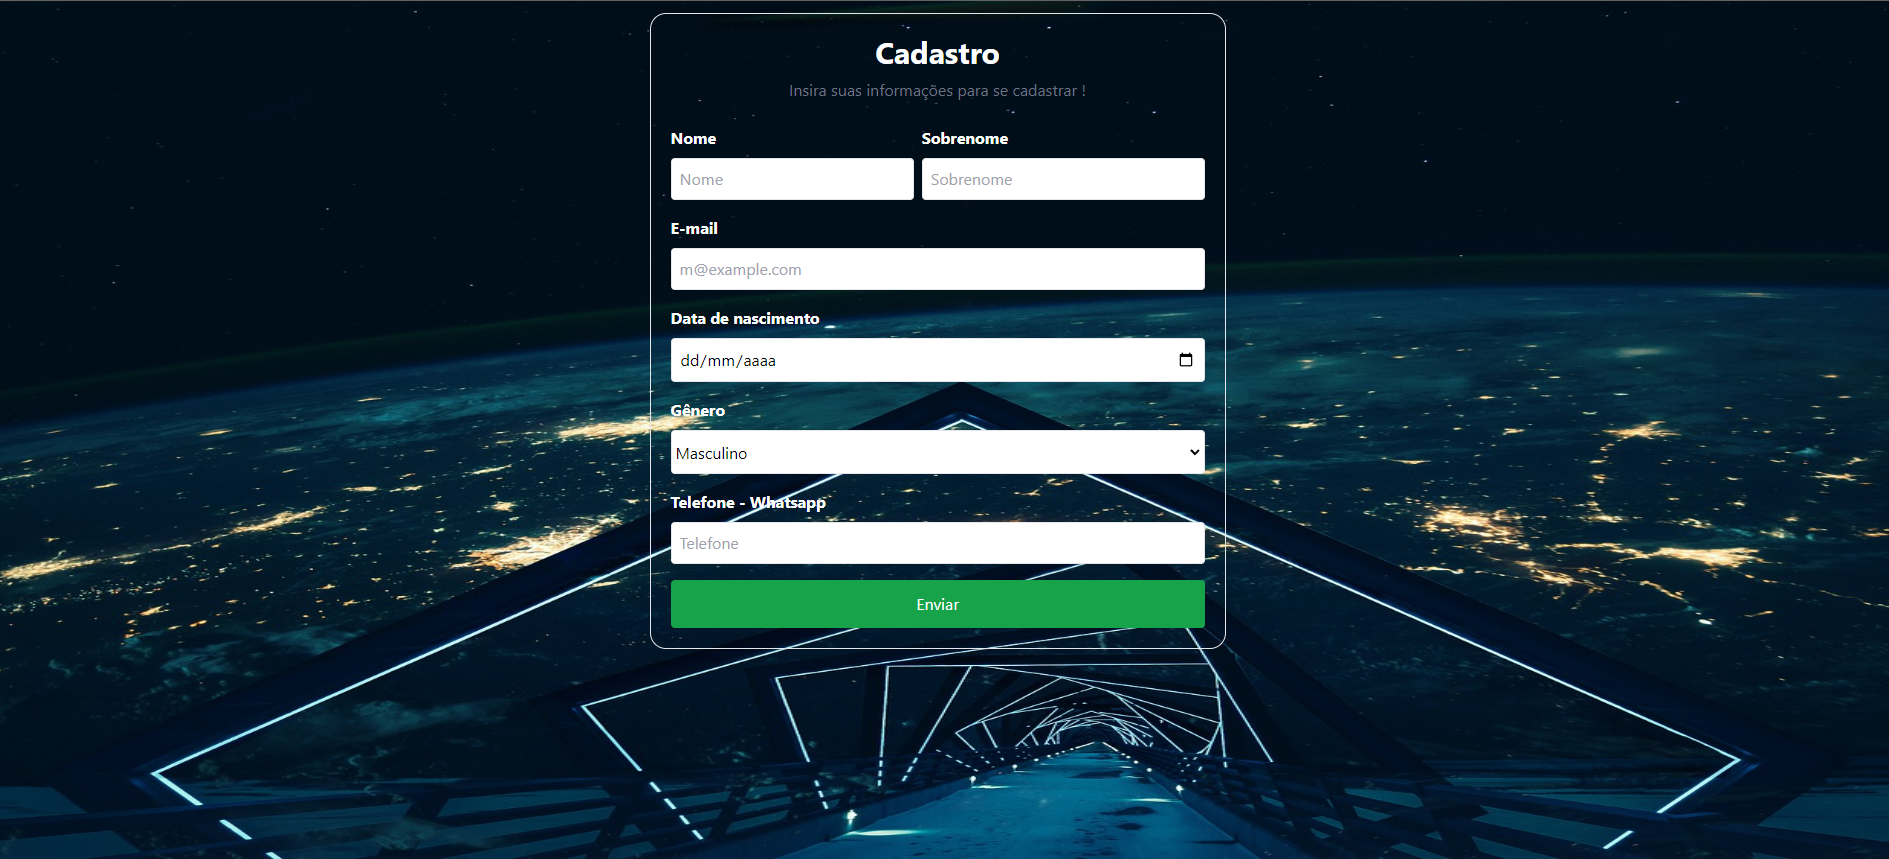 Cadastro
Insira suas informações para se cadastrar !
Nome Sobrenome
Nome Sobrenome
E-mail
m@example.com
Data de nascimento
dd/mm/aaaa
Gênero
Masculino
Telefone - Whatsapp
Telefone
Enviar